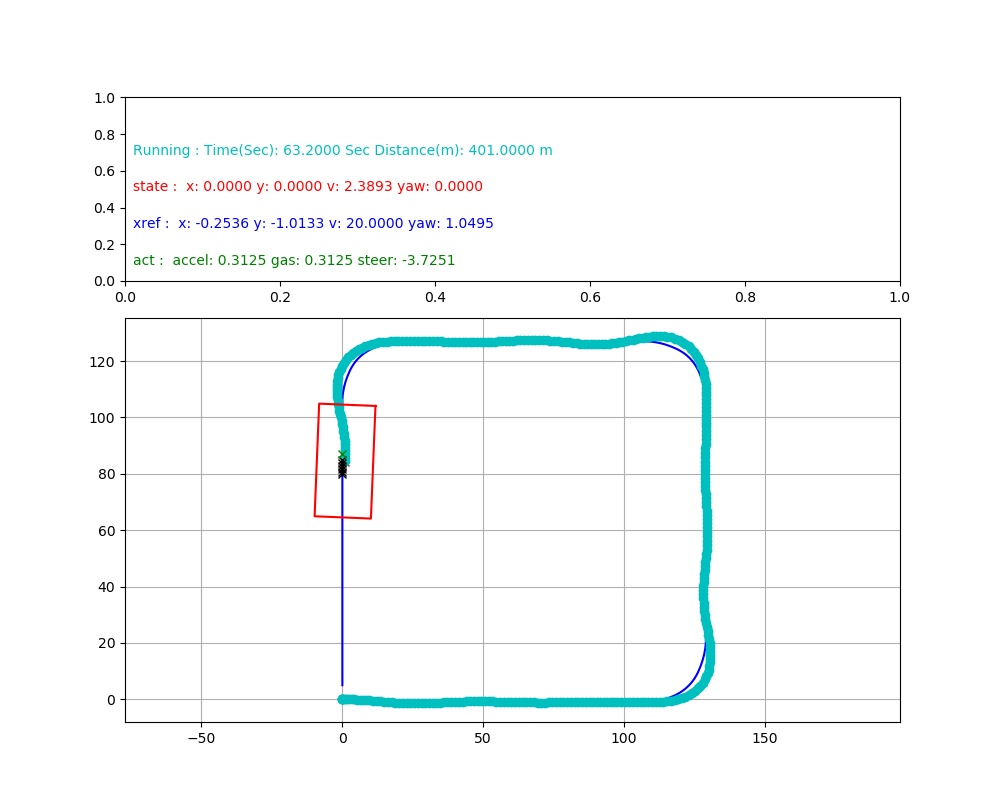 1.0
0.8
Running : Time(Sec): 63.2000 Sec Distance(m): 401.0000 m
0.6
state :  x: 0.0000 y: 0.0000 v: 2.3893 yaw: 0.0000
0.4
xref :  x: -0.2536 y: -1.0133 v: 20.0000 yaw: 1.0495
0.2
act :  accel: 0.3125 gas: 0.3125 steer: -3.7251
0.0
0.0 0.2 0.4 0.6 0.8 1.0
120
100
80
60
40
20
0
−50 0 50 100 150